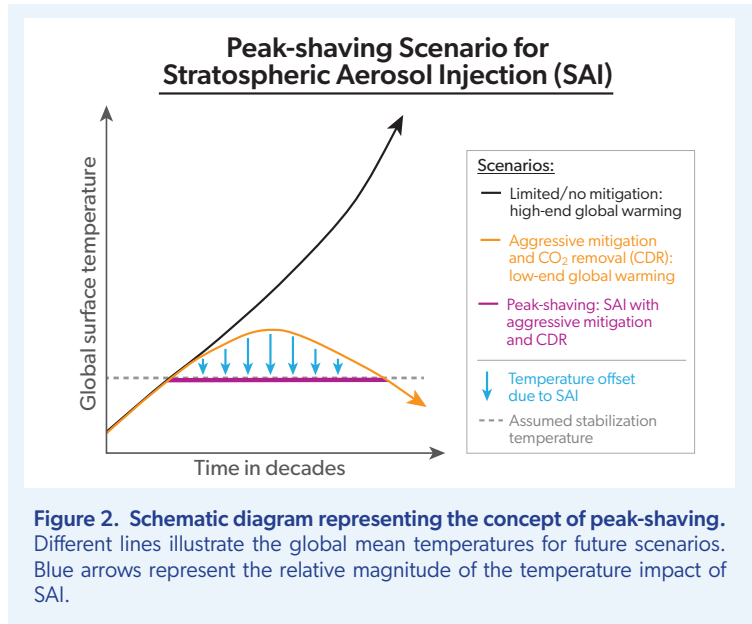 Peak-shaving Scenario for
Stratospheric Aerosol Injection (SAI)
Global surface temperature
Time in decades
Scenarios:
Limited/no mitigation:
high-end global warming
Aggressive mitigation
and CO₂ removal (CDR):
low-end global warming
Peak-shaving: SAI with
aggressive mitigation
and CDR
Temperature offset
due to SAI
Assumed stabilization
temperature
Figure 2. Schematic diagram representing the concept of peak-shaving.
Different lines illustrate the global mean temperatures for future scenarios.
Blue arrows represent the relative magnitude of the temperature impact of
SAI.